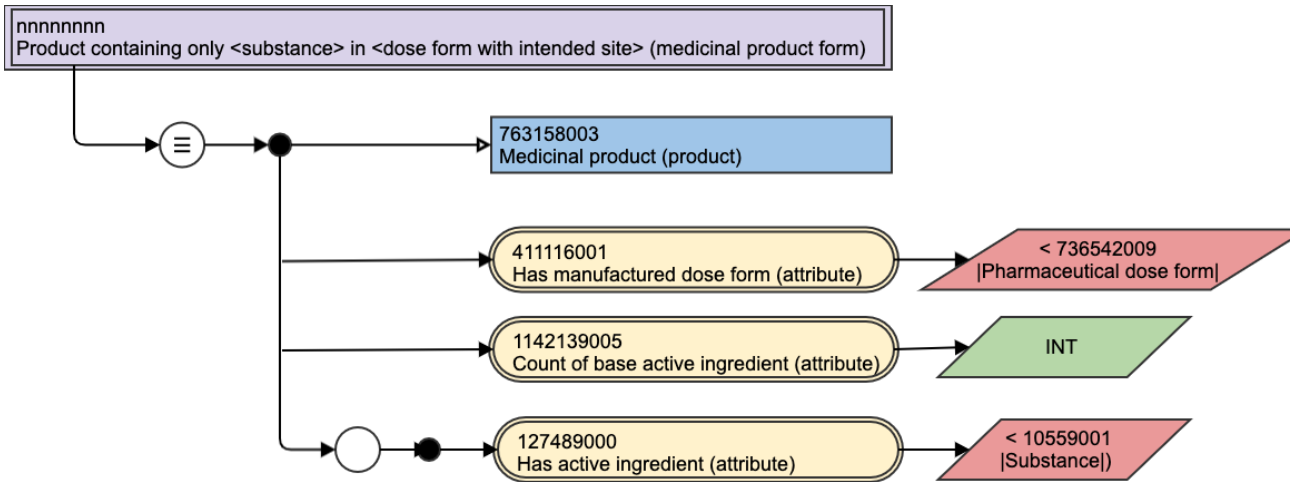 nnnnnnnn
Product containing only <substance> in <dose form with intended site> (medicinal product form)
763158003
Medicinal product (product)
411116001
Has manufactured dose form (attribute)
< 736542009
|Pharmaceutical dose form|
1142139005
Count of base active ingredient (attribute)
INT
127489000
Has active ingredient (attribute)
< 10559001
|Substance|)